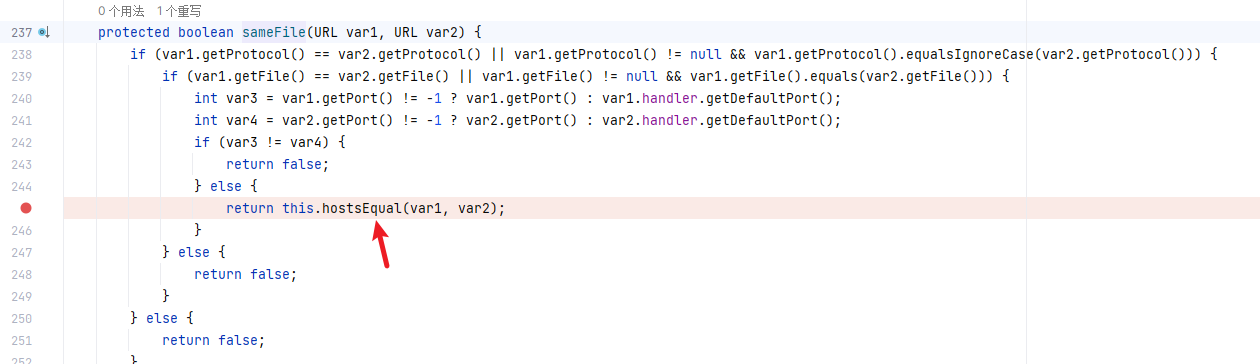 0个用法 1个重写
237 protected boolean sameFile(URL var1, URL var2) {
238 if (var1.getProtocol() == var2.getProtocol() || var1.getProtocol() != null && var1.getProtocol().equalsIgnoreCase(var2.getProtocol())) {
239 if (var1.getFile() == var2.getFile() || var1.getFile() != null && var1.getFile().equals(var2.getFile())) {
240 int var3 = var1.getPort() != -1 ? var1.getPort() : var1.handler.getDefaultPort();
241 int var4 = var2.getPort() != -1 ? var2.getPort() : var2.handler.getDefaultPort();
242 if (var3 != var4) {
243 return false;
244 } else {
return this.hostsEqual(var1, var2);
246 }
247 } else {
248 return false;
249 }
250 } else {
251 return false;
252 }